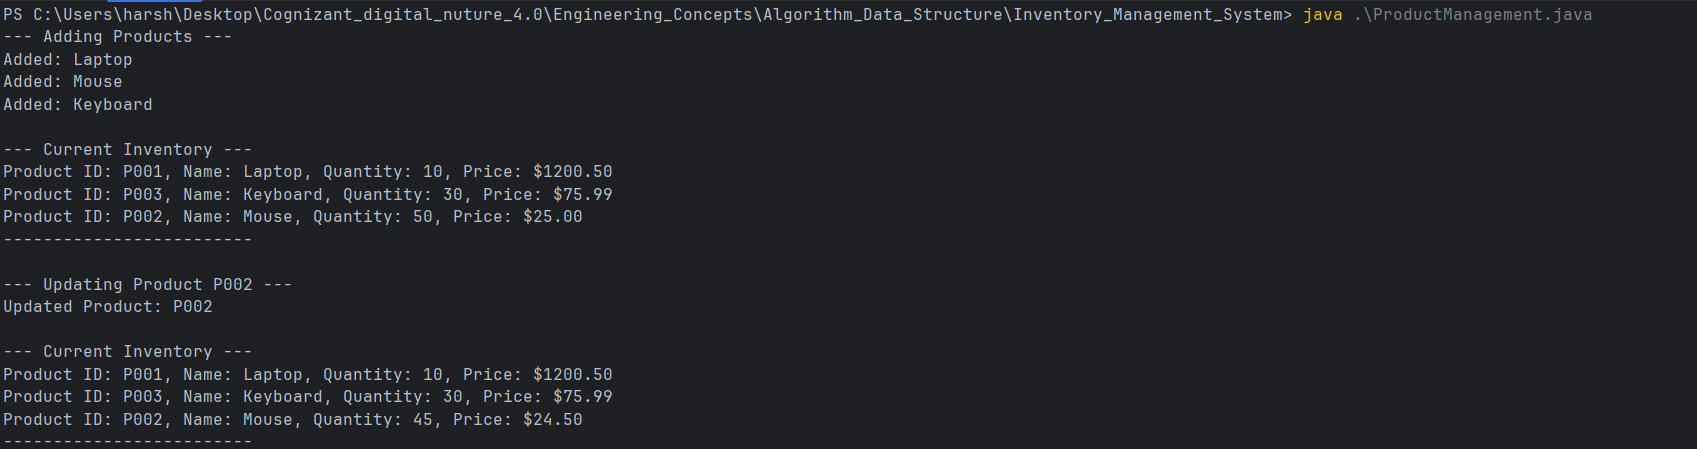 PS C:\Users\harsh\Desktop\Cognizant_digital_nuture_4.0\Engineering_Concepts\Algorithm_Data_Structure\Inventory_Management_System> java .\ProductManagement.java
--- Adding Products ---
Added: Laptop
Added: Mouse
Added: Keyboard

--- Current Inventory ---
Product ID: P001, Name: Laptop, Quantity: 10, Price: $1200.50
Product ID: P003, Name: Keyboard, Quantity: 30, Price: $75.99
Product ID: P002, Name: Mouse, Quantity: 50, Price: $25.00
-------------------------

--- Updating Product P002 ---
Updated Product: P002

--- Current Inventory ---
Product ID: P001, Name: Laptop, Quantity: 10, Price: $1200.50
Product ID: P003, Name: Keyboard, Quantity: 30, Price: $75.99
Product ID: P002, Name: Mouse, Quantity: 45, Price: $24.50
-------------------------